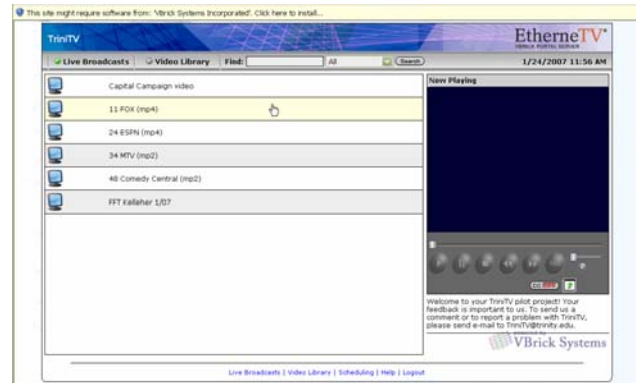 This site might require software from: 'VBrick Systems Incorporated'. Click here to install...
TriniTV
EtherneTV
VBRICK PORTAL SERVER
Live Broadcasts Video Library Find: All Search 1/24/2007 11:56 AM
Capital Campaign video
11 FOX (mp4)
24 ESPN (mp4)
34 MTV (mp2)
48 Comedy Central (mp2)
FFT Kelleher 1/07
Now Playing
Welcome to your TriniTV pilot project! Your
feedback is important to us. To send us a
comment or to report a problem with TriniTV,
please send e-mail to TriniTV@trinity.edu.
VBrick Systems
Live Broadcasts | Video Library | Scheduling | Help | Logout